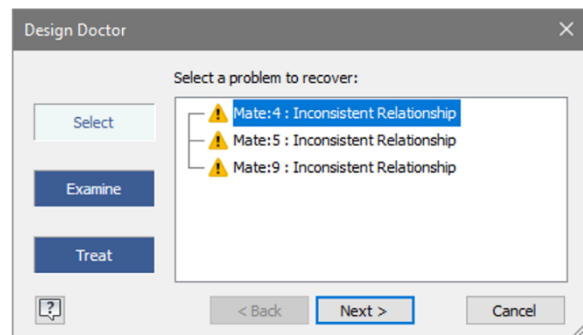 Design Doctor
Select a problem to recover:
Select
Examine
Treat
Mate:4 : Inconsistent Relationship
Mate:5 : Inconsistent Relationship
Mate:9 : Inconsistent Relationship
?
< Back
Next >
Cancel